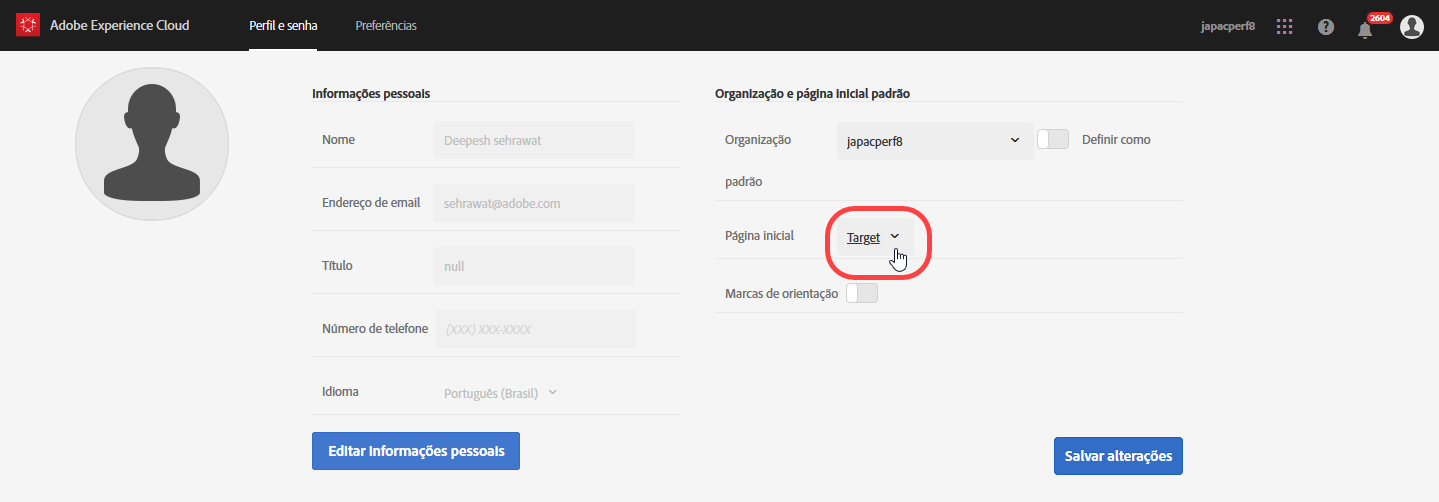 Adobe Experience Cloud
Perfil e senha
Preferências
japacperf8
2604
Informações pessoais
Nome
Deepesh sehrawat
Endereço de email
sehrawat@adobe.com
Título
null
Número de telefone
(XXX) XXX-XXXX
Idioma
Português (Brasil)
Editar informações pessoais
Organização e página inicial padrão
Organização
japacperf8
Definir como
padrão
Página inicial
Target
Marcas de orientação
Salvar alterações